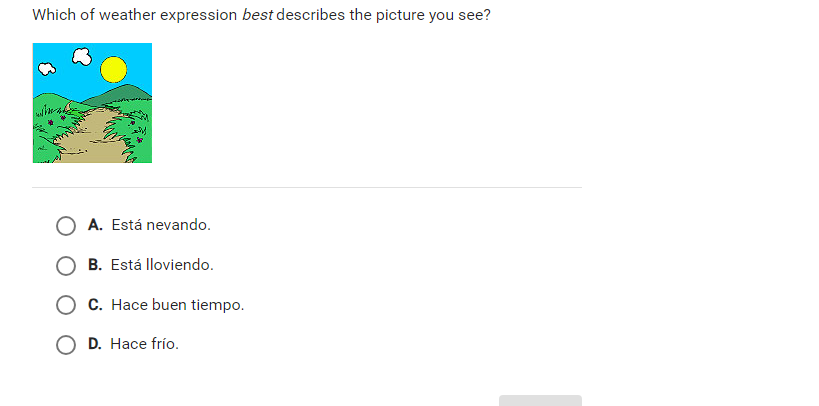 Which of weather expression best describes the picture you see?
A. Está nevando.
B. Está lloviendo.
C. Hace buen tiempo.
D. Hace frío.